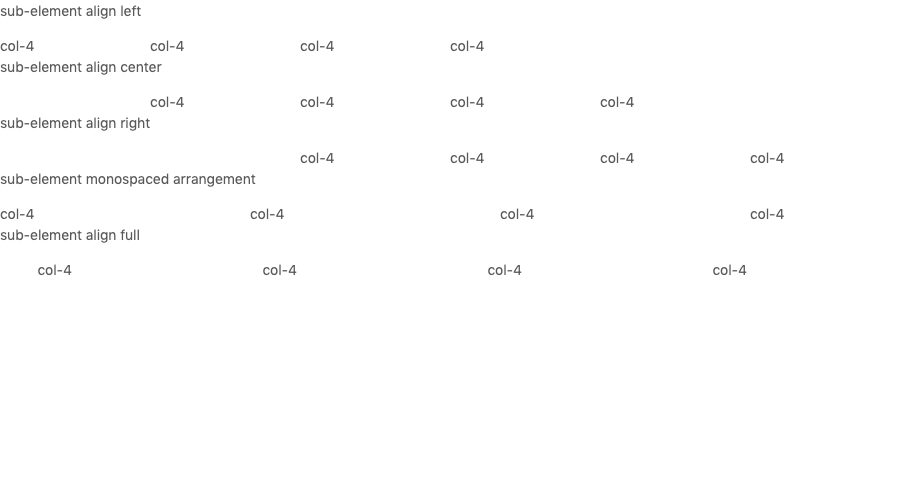 sub-element align left
col-4 col-4 col-4 col-4
sub-element align center
col-4 col-4 col-4 col-4
sub-element align right
col-4 col-4 col-4 col-4
sub-element monospaced arrangement
col-4 col-4 col-4 col-4
sub-element align full
col-4 col-4 col-4 col-4